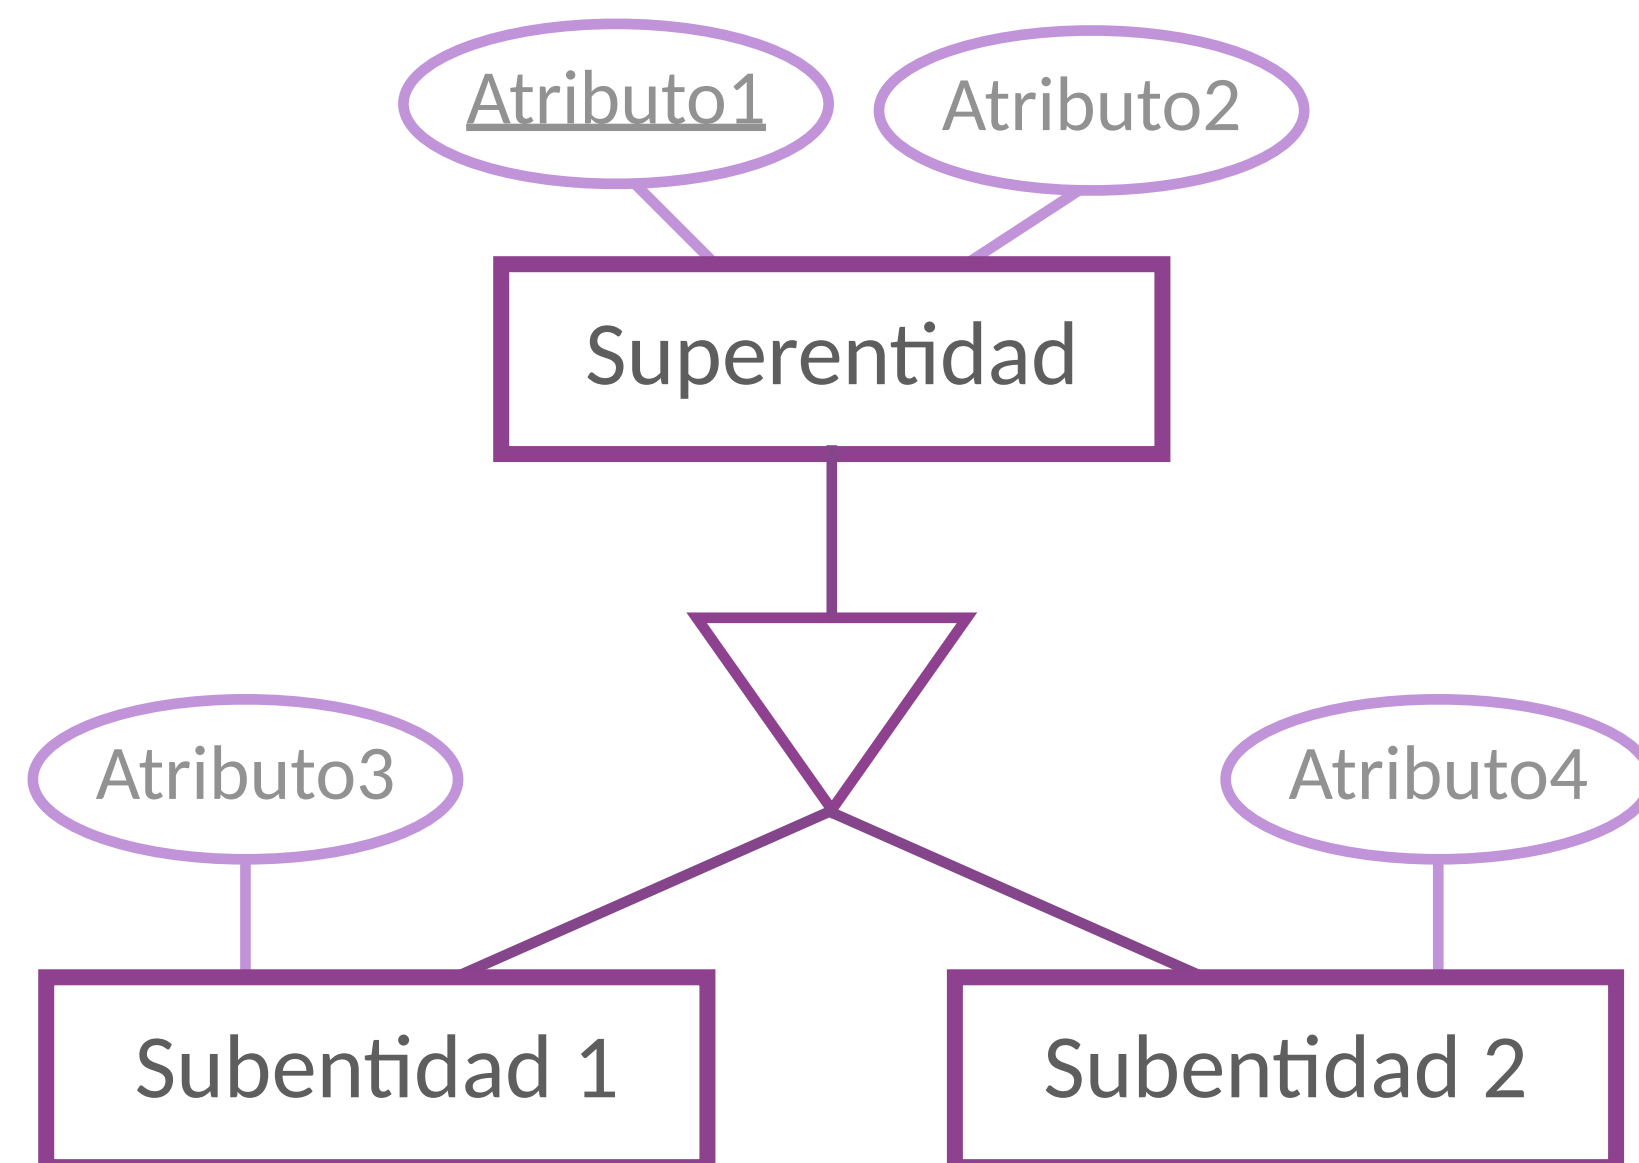 Atributo1
Atributo2
Superentidad
Atributo3
Atributo4
Subentidad 1
Subentidad 2